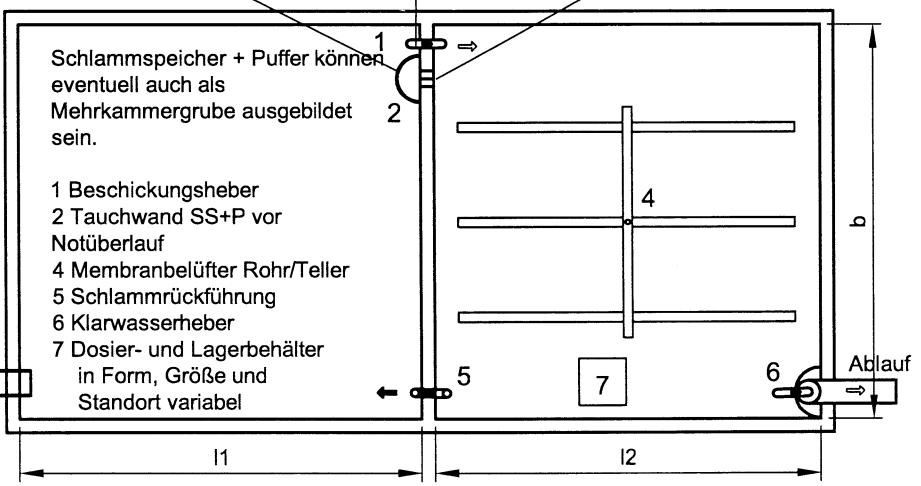 Schlammspeicher + Puffer können
eventuell auch als
Mehrkammergrube ausgebildet
sein.
1 Beschickungsheber
2 Tauchwand SS+P vor
Notüberlauf
4 Membranbelüfter Rohr/Teller
5 Schlammrückführung
6 Klarwasserheber
7 Dosier- und Lagerbehälter
in Form, Größe und
Standort variabel
1
2
4
5
6
7
Ablauf
b
l1
l2